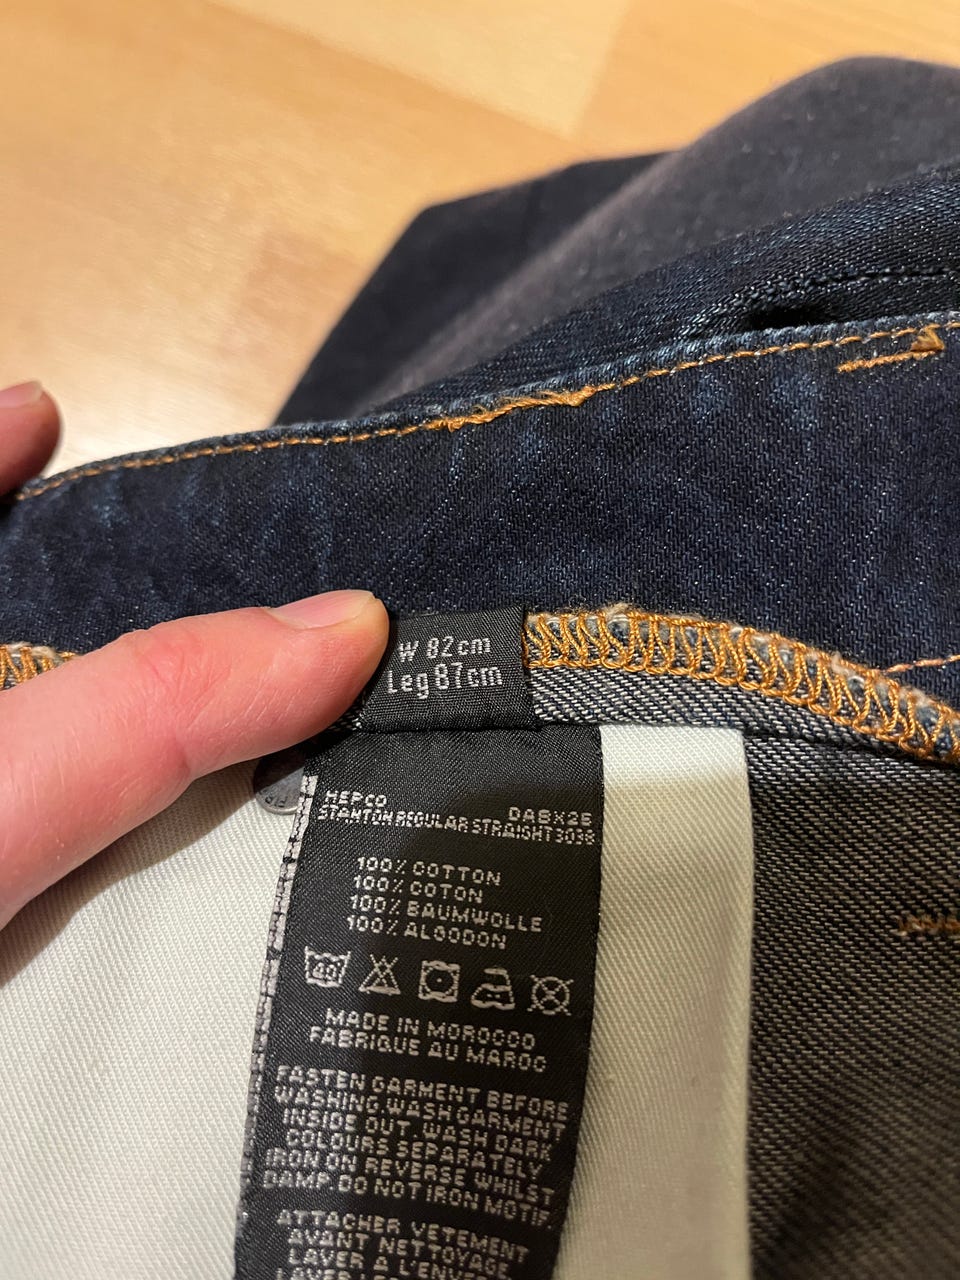 W 82cm
Leg 87cm
HEPCO DASX2E
STANTON REGULAR STRAIGHT 3038
100% COTTON
100% COTON
100% BAUMWOLLE
100% ALGODON
40
MADE IN MOROCCO
FABRIQUE AU MAROC
FASTEN GARMENT BEFORE
WASHING.WASH GARMENT
INSIDE OUT.WASH DARK
COLOURS SEPARATELY
IRON ON REVERSE WHILST
DAMP.DO NOT IRON MOTIF.
ATTACHER VETEMENT
AVANT NETTOYAGE
LAVER A L'ENVERS